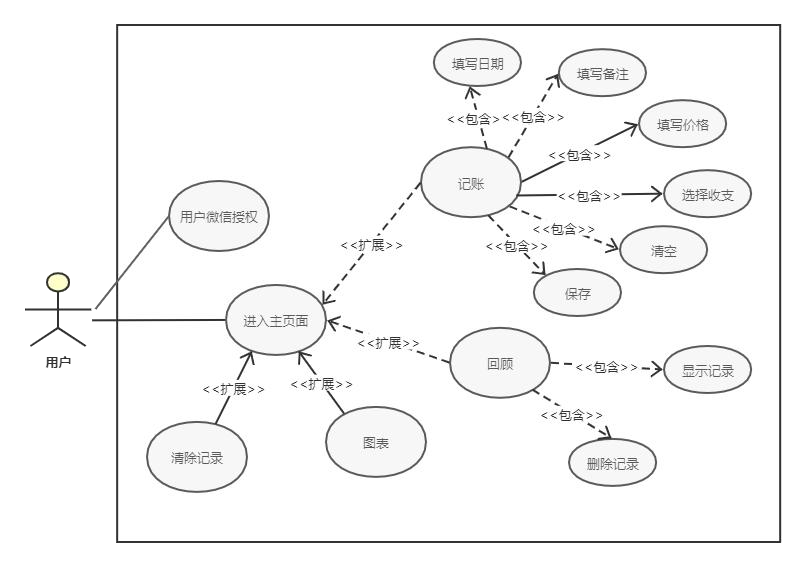 填写日期
填写备注
<<包含>>
<<包含>>
填写价格
<<包含>>
记账
<<包含>>
选择收支
用户微信授权
<<包含>>
<<扩展>>
<<包含>>
清空
保存
进入主页面
<<扩展>>
用户
回顾
<<包含>>
显示记录
<<扩展>>
<<扩展>>
<<包含>>
图表
清除记录
删除记录